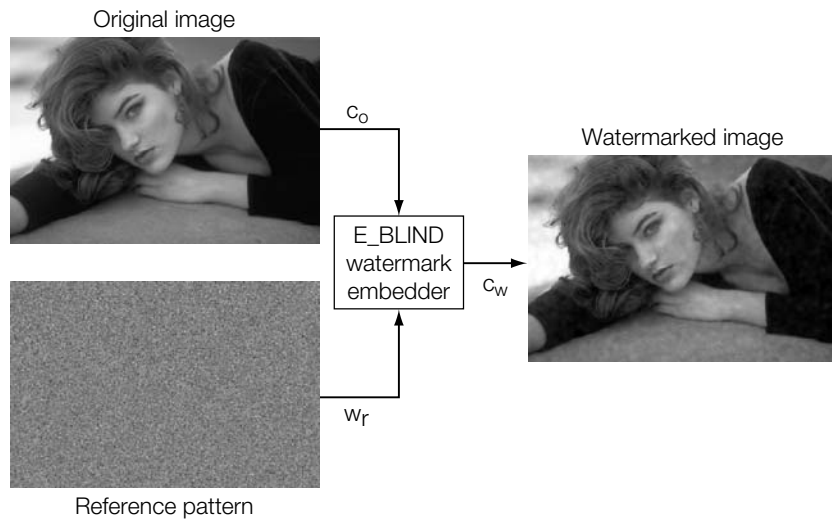 Original image
c_o
Watermarked image
E_BLIND
watermark
embedder
c_w
w_r
Reference pattern